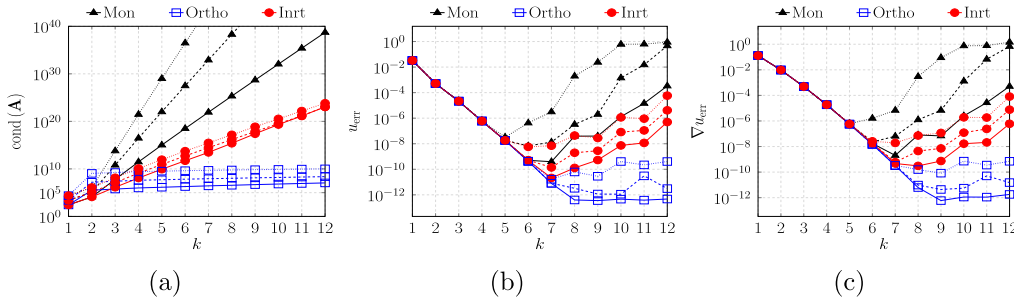 Mon Ortho Inrt
10^40
10^30
10^20
10^10
10^5
10^0
cond(A)
1 2 3 4 5 6 7 8 9 10 11 12
k
(a)
Mon Ortho Inrt
10^0
10^−2
10^−4
10^−6
10^−8
10^−10
10^−12
u_err
1 2 3 4 5 6 7 8 9 10 11 12
k
(b)
Mon Ortho Inrt
10^0
10^−2
10^−4
10^−6
10^−8
10^−10
10^−12
∇u_err
1 2 3 4 5 6 7 8 9 10 11 12
k
(c)